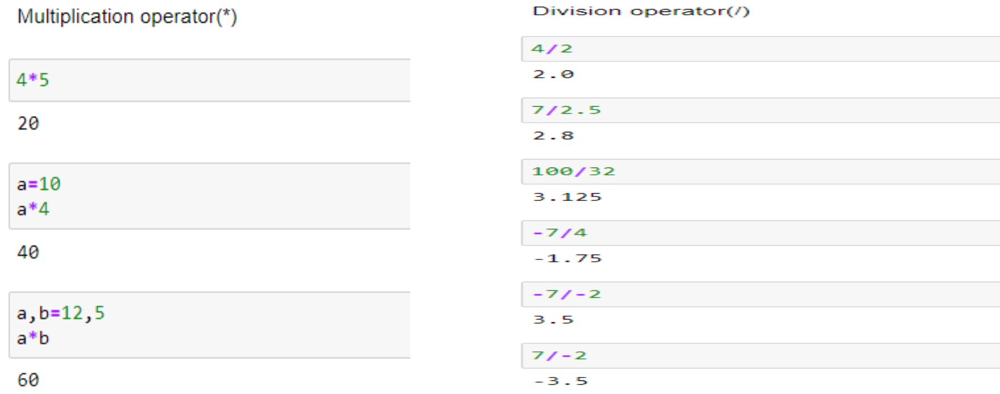 Multiplication operator(*)
4*5
20
a=10
a*4
40
a,b=12,5
a*b
60
Division operator(/)
4/2
2.0
7/2.5
2.8
100/32
3.125
-7/4
-1.75
-7/-2
3.5
7/-2
-3.5